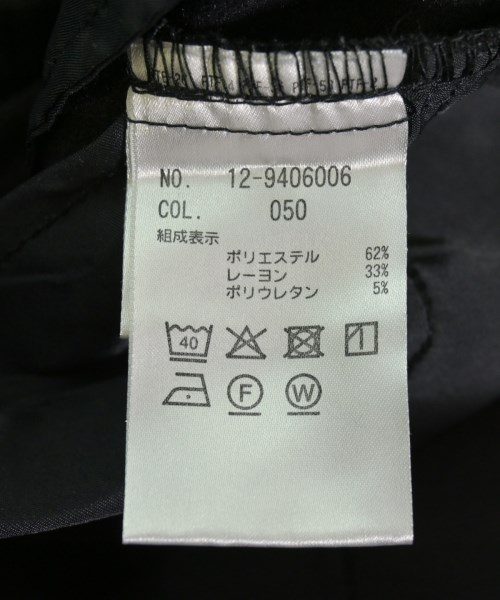 NO. 12-9406006
COL. 050
組成表示
ポリエステル 62%
レーヨン 33%
ポリウレタン 5%
40
F W